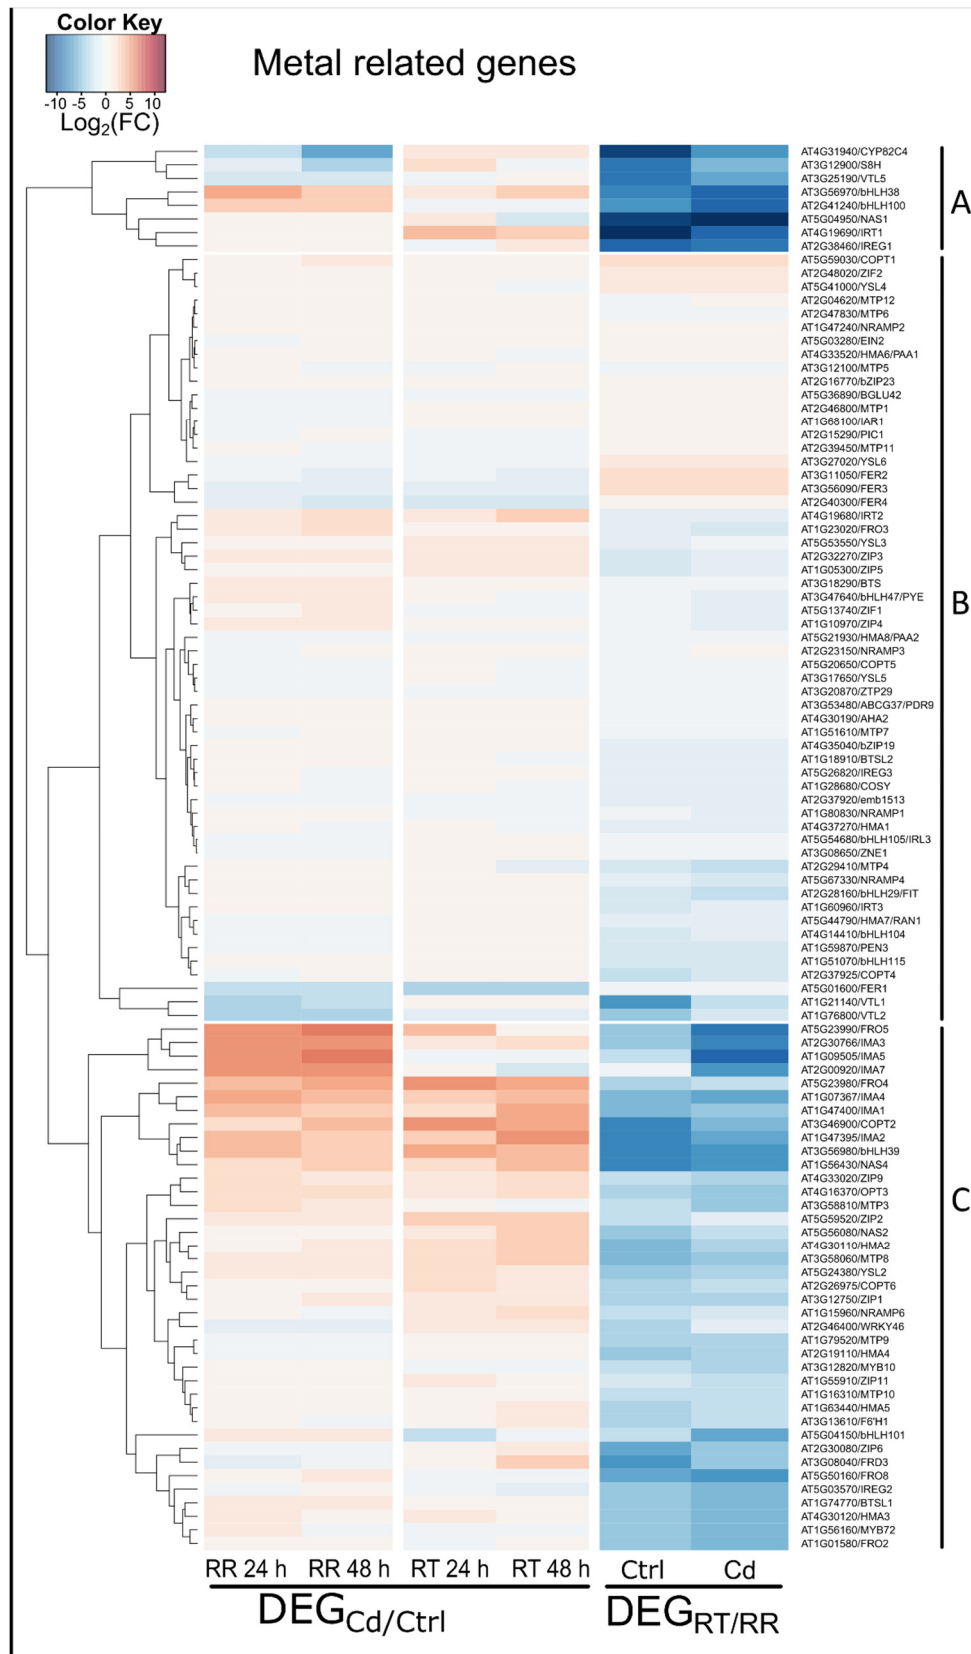 Color Key
-10 -5 0 5 10
Log2(FC)
Metal related genes
AT4G31940/CYP82C4
AT3G12900/S8H
AT3G25190/VTL5
AT3G56970/bHLH38
AT2G41240/bHLH100
AT5G04950/NAS1
AT4G19690/IRT1
AT2G38460/IREG1
A
AT5G59030/COPT1
AT2G48020/ZIF2
AT5G41000/YSL4
AT2G04620/MTP12
AT2G47830/MTP6
AT1G47240/NRAMP2
AT5G03280/EIN2
AT4G33520/HMA6/PAA1
AT3G12100/MTP5
AT2G16770/bZIP23
AT5G36890/BGLU42
AT2G46800/MTP1
AT1G68100/IAR1
AT2G15290/PIC1
AT2G39450/MTP11
AT3G27020/YSL6
AT3G11050/FER2
AT3G56090/FER3
AT2G40300/FER4
AT4G19680/IRT2
AT1G23020/FRO3
AT5G53550/YSL3
AT2G32270/ZIP3
AT1G05300/ZIP5
AT3G18290/BTS
AT3G47640/bHLH47/PYE
AT5G13740/ZIF1
AT1G10970/ZIP4
AT5G21930/HMA8/PAA2
AT2G23150/NRAMP3
AT5G20650/COPT5
AT3G17650/YSL5
AT3G20870/ZTP29
AT3G53480/ABCG37/PDR9
AT4G30190/AHA2
AT1G51610/MTP7
AT4G35040/bZIP19
AT1G18910/BTSL2
AT5G26820/IREG3
AT1G28680/COSY
AT2G37920/emb1513
AT1G80830/NRAMP1
AT4G37270/HMA1
AT5G54680/bHLH105/IRL3
AT3G08650/ZNE1
AT2G29410/MTP4
AT5G67330/NRAMP4
AT2G28160/bHLH29/FIT
AT1G60960/IRT3
AT5G44790/HMA7/RAN1
AT4G14410/bHLH104
AT1G59870/PEN3
AT1G51070/bHLH115
AT2G37925/COPT4
AT5G01600/FER1
AT1G21140/VTL1
AT1G76800/VTL2
B
AT5G23990/FRO5
AT2G30766/IMA3
AT1G09505/IMA5
AT2G00920/IMA7
AT5G23980/FRO4
AT1G07367/IMA4
AT1G47400/IMA1
AT3G46900/COPT2
AT1G47395/IMA2
AT3G56980/bHLH39
AT1G56430/NAS4
AT4G33020/ZIP9
AT4G16370/OPT3
AT3G58810/MTP3
AT5G59520/ZIP2
AT5G56080/NAS2
AT4G30110/HMA2
AT3G58060/MTP8
AT5G24380/YSL2
AT2G26975/COPT6
AT3G12750/ZIP1
AT1G15960/NRAMP6
AT2G46400/WRKY46
AT1G79520/MTP9
AT2G19110/HMA4
AT3G12820/MYB10
AT1G55910/ZIP11
AT1G16310/MTP10
AT1G63440/HMA5
AT3G13610/F6'H1
AT5G04150/bHLH101
AT2G30080/ZIP6
AT3G08040/FRD3
AT5G50160/FRO8
AT5G03570/IREG2
AT1G74770/BTSL1
AT4G30120/HMA3
AT1G56160/MYB72
AT1G01580/FRO2
C
RR 24 h RR 48 h RT 24 h RT 48 h Ctrl Cd
DEGCd/Ctrl DEGRT/RR